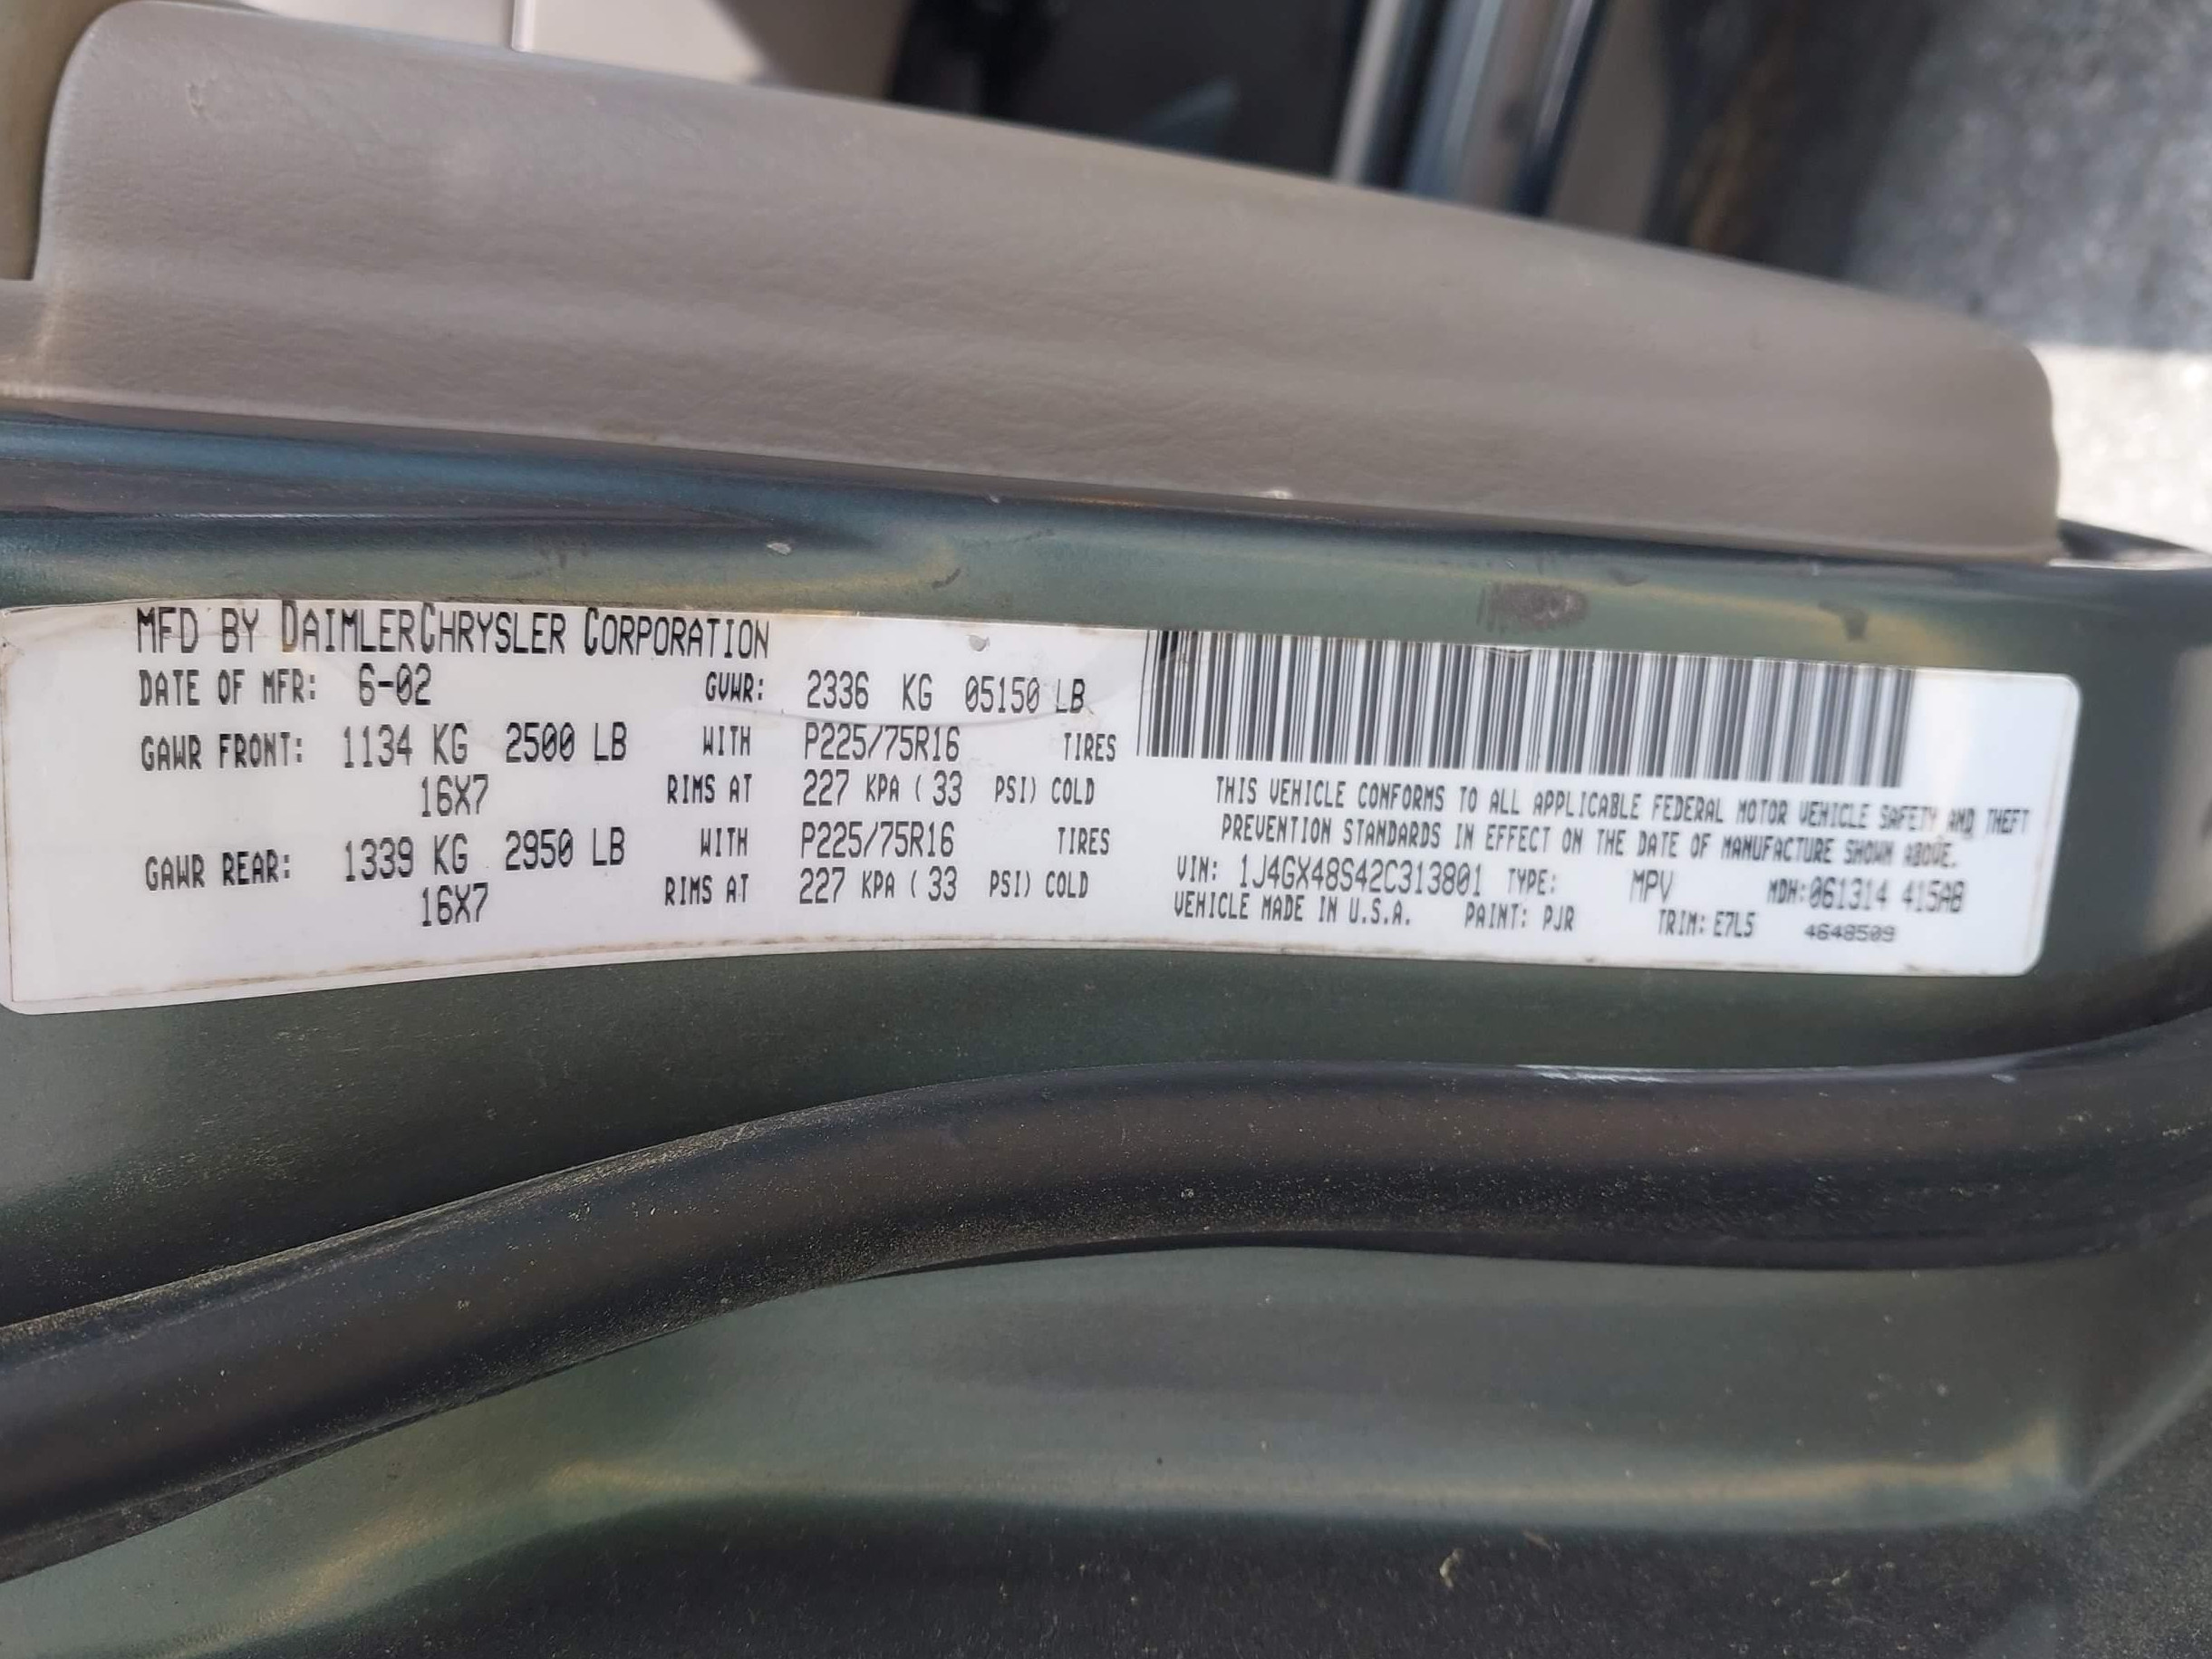 MFD BY DAIMLERCHRYSLER CORPORATION
DATE OF MFR: 6-02 GVWR: 2336 KG 05150 LB
GAWR FRONT: 1134 KG 2500 LB WITH P225/75R16 TIRES
16X7 RIMS AT 227 KPA ( 33 PSI) COLD
GAWR REAR: 1339 KG 2950 LB WITH P225/75R16 TIRES
16X7 RIMS AT 227 KPA ( 33 PSI) COLD
THIS VEHICLE CONFORMS TO ALL APPLICABLE FEDERAL MOTOR VEHICLE SAFETY AND THEFT
PREVENTION STANDARDS IN EFFECT ON THE DATE OF MANUFACTURE SHOWN ABOVE.
VIN: 1J4GX48S42C313801 TYPE: MPV MDH:061314 415AB
VEHICLE MADE IN U.S.A. PAINT: PJR TRIM: E7L5 4648509